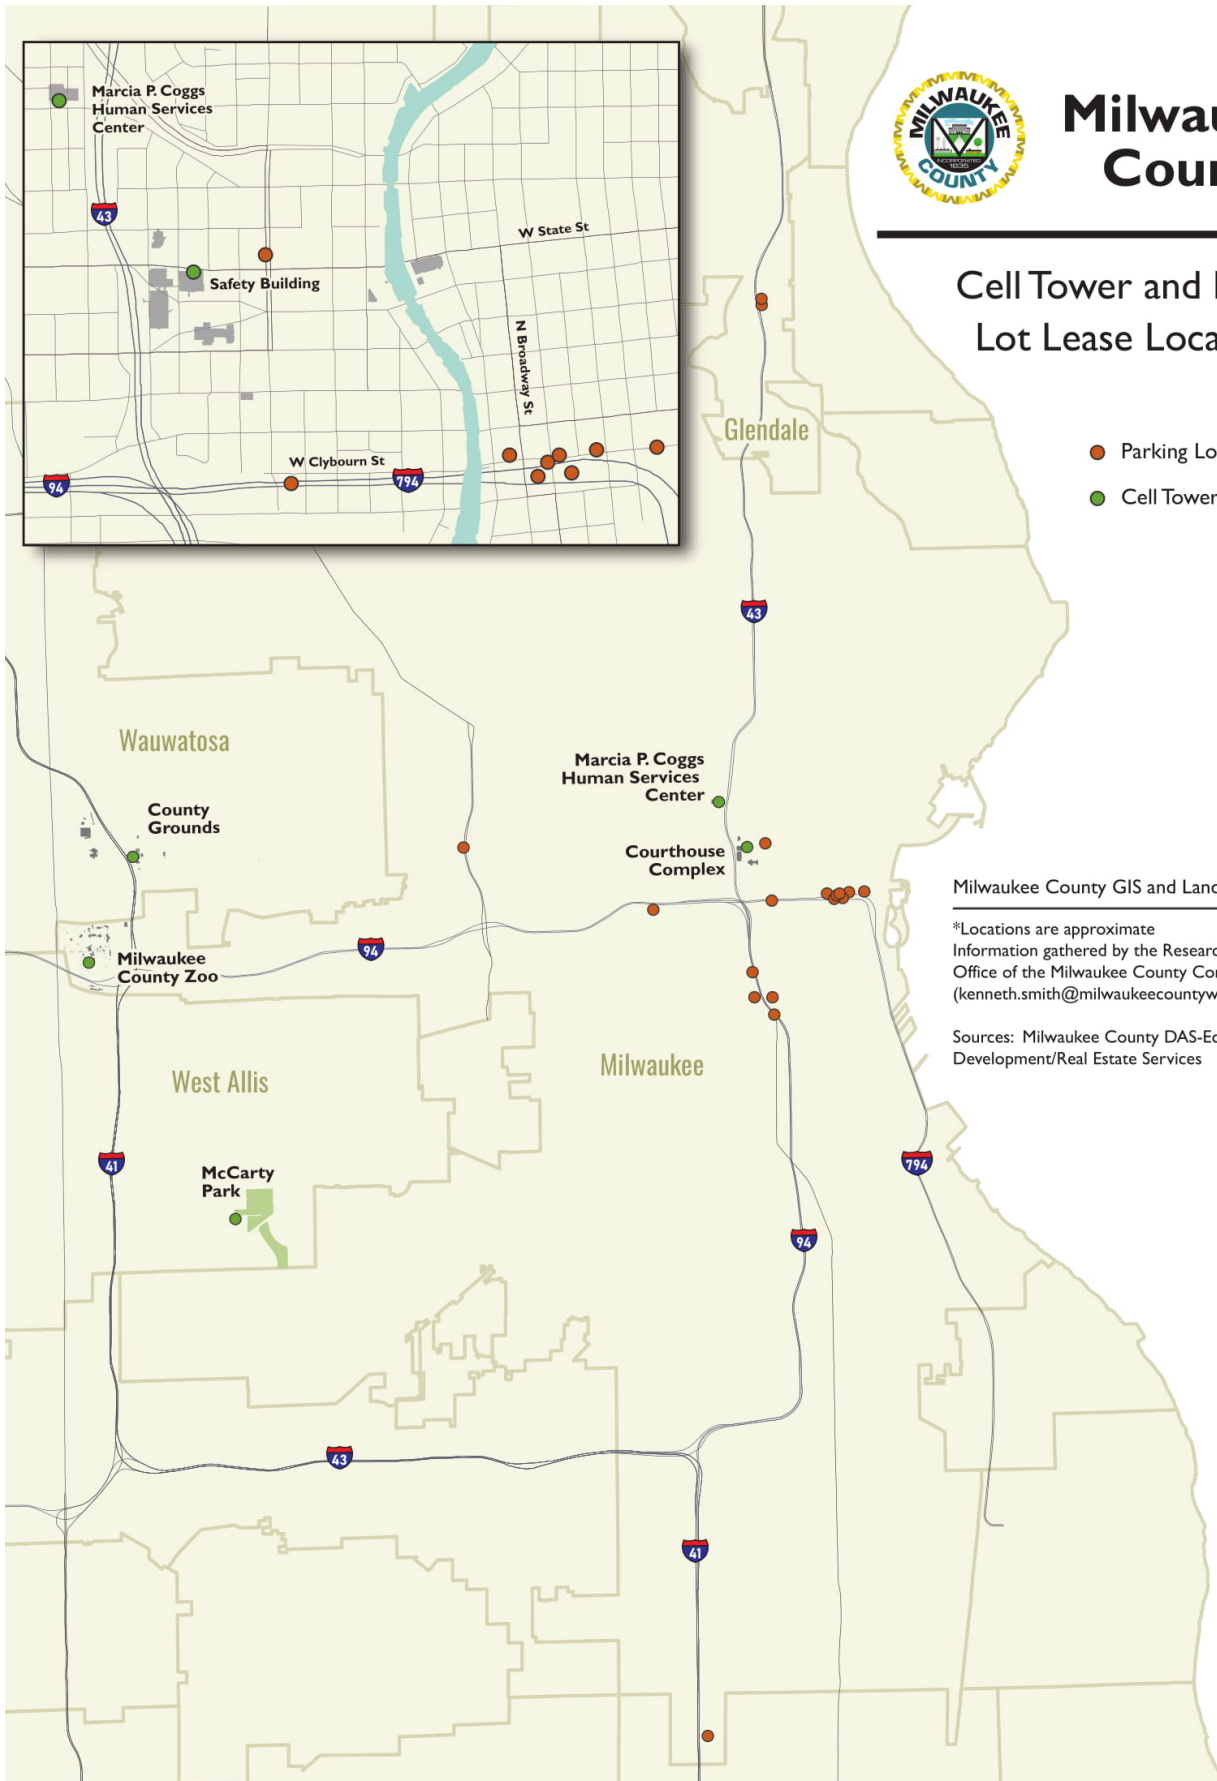 Marcia P. Coggs
Human Services
Center
43
W State St
Safety Building
N Broadway St
W Clybourn St
94
794
MILWAUKEE
INCORPORATED
1835
COUNTY
Milwau
Coun
Cell Tower and
Lot Lease Loca
Parking Lo
Cell Tower
Glendale
43
Wauwatosa
County
Grounds
Marcia P. Coggs
Human Services
Center
Courthouse
Complex
94
Milwaukee
County Zoo
Milwaukee County GIS and Land
*Locations are approximate
Information gathered by the Researc
Office of the Milwaukee County Co
(kenneth.smith@milwaukeecountyw
Sources: Milwaukee County DAS-Ec
Development/Real Estate Services
Milwaukee
West Allis
41
McCarty
Park
794
94
43
41